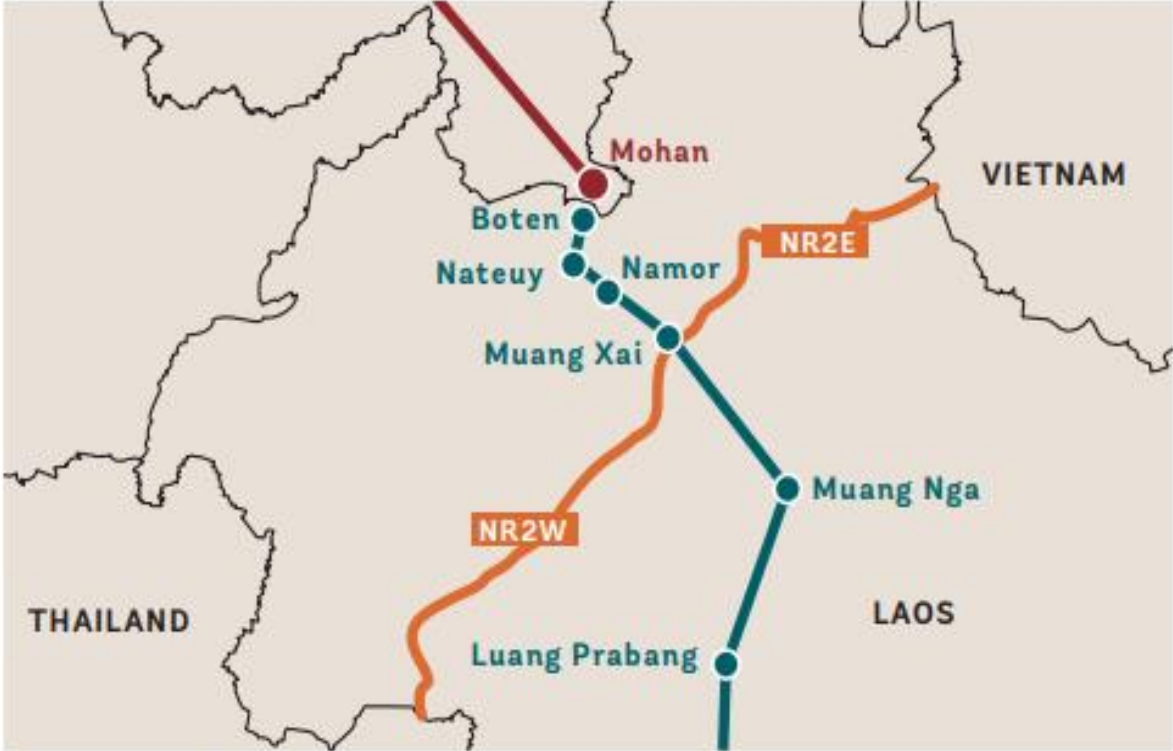 Mohan
VIETNAM
Boten
NR2E
Nateuy
Namor
Muang Xai
Muang Nga
NR2W
THAILAND
LAOS
Luang Prabang